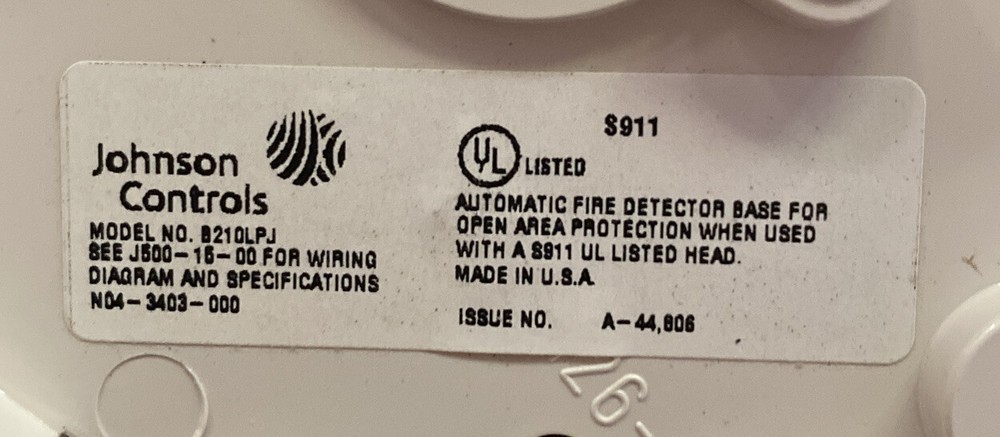 Johnson
Controls
MODEL NO. B210LPJ
SEE J500-15-00 FOR WIRING
DIAGRAM AND SPECIFICATIONS
N04-3403-000
S911
UL LISTED
AUTOMATIC FIRE DETECTOR BASE FOR
OPEN AREA PROTECTION WHEN USED
WITH A S911 UL LISTED HEAD.
MADE IN U.S.A.
ISSUE NO. A-44,806